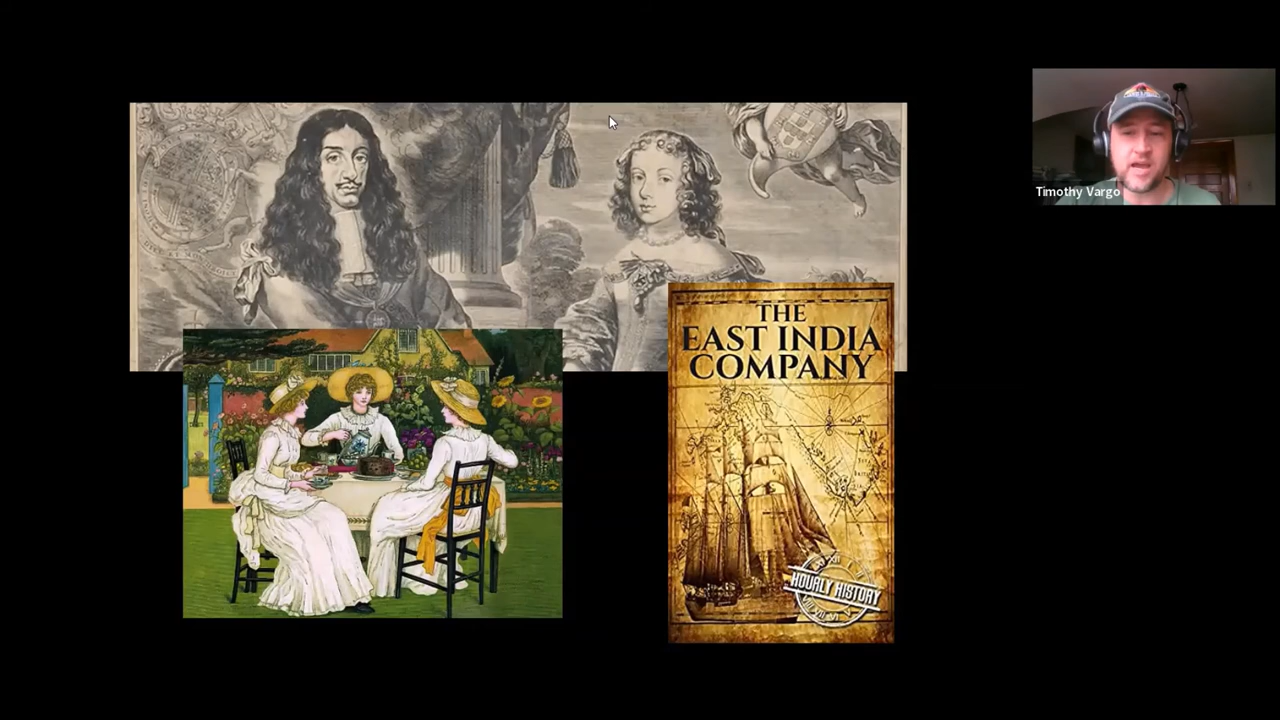 Timothy Vargo
THE
EAST INDIA
COMPANY
HOURLY HISTORY